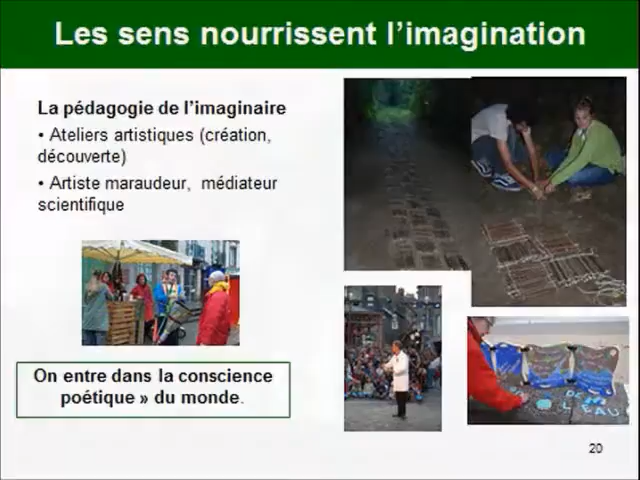 Les sens nourrissent l'imagination
La pédagogie de l'imaginaire
• Ateliers artistiques (création,
découverte)
• Artiste maraudeur, médiateur
scientifique
On entre dans la conscience
poétique » du monde.
L'EAU
20